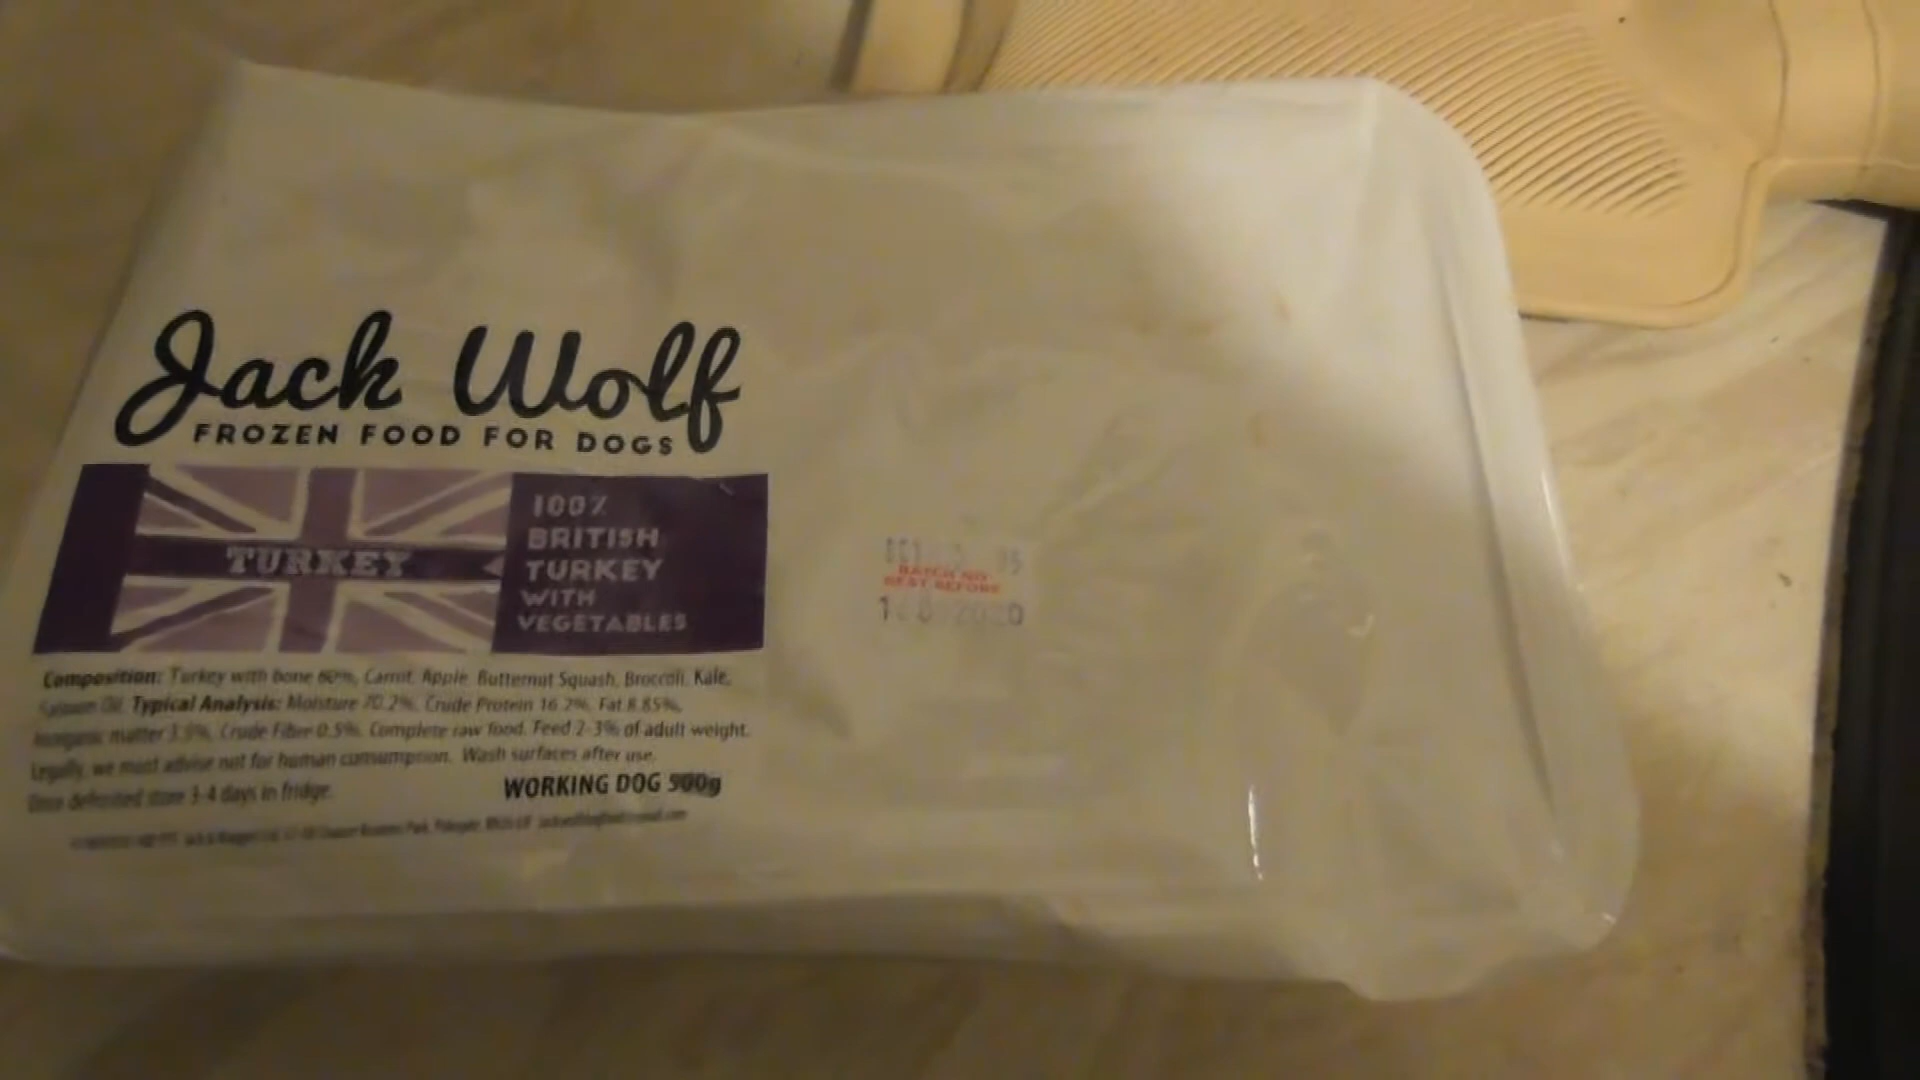 Jack Wolf
FROZEN FOOD FOR DOGS
TURKEY
100%
BRITISH
TURKEY
WITH
VEGETABLES
BATCH NO
BEST BEFORE
Composition: Turkey with bone 60%, Carrot, Apple, Butternut Squash, Broccoli, Kale,
Salmon Oil. Typical Analysis: Moisture 70.2%, Crude Protein 16.2%, Fat 8.85%,
Inorganic matter 3.5%, Crude Fibre 0.5%. Complete raw food. Feed 2-3% of adult weight.
Legally, we must advise not for human consumption. Wash surfaces after use.
Once defrosted store 3-4 days in fridge.
WORKING DOG 500g